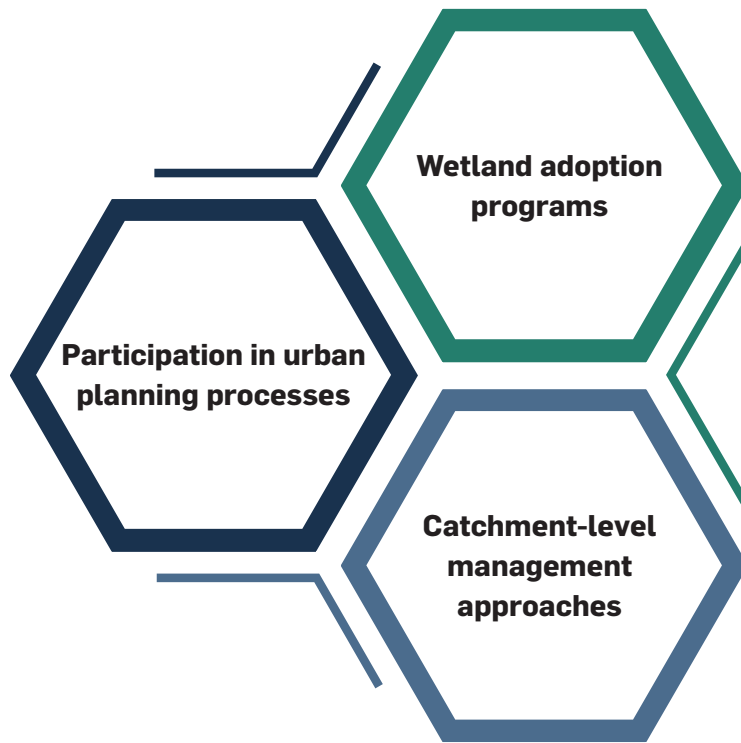 Wetland adoption
programs
Participation in urban
planning processes
Catchment-level
management
approaches